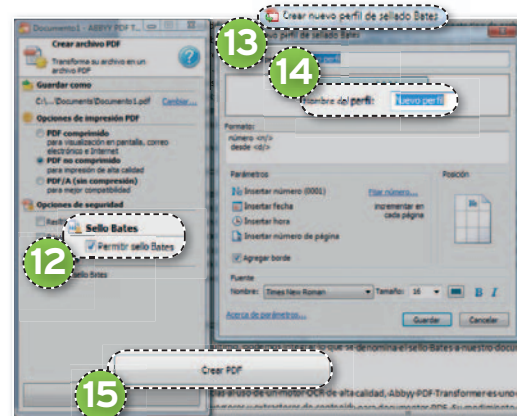 Documento1 - ABBYY PDF T...
Crear archivo PDF
Transforma su archivo en un
archivo PDF
Guardar como
C:\...\Documents\Documento1.pdf Cambiar...
Opciones de impresión PDF
PDF comprimido
para visualización en pantalla, correo
electrónico e Internet
PDF no comprimido
para impresión de alta calidad
PDF/A (sin compresión)
para mejor compatibilidad
Opciones de seguridad
Sello Bates
Permitir sello Bates
12
Sello Bates
13
Crear nuevo perfil de sellado Bates
perfil de sellado Bates
14
Nombre del perfil: Nuevo perfil
Formato:
número <n/>
desde <d/>
Parámetros
Posición
Insertar número (0001) Fijar número...
Insertar fecha
incrementar en
cada página
Insertar hora
Insertar número de página
Agregar borde
Fuente
Nombre: Times New Roman Tamaño: 16 B I
Acerca de parámetros...
Guardar Cancelar
que se denomina el sello Bates a nuestro
15
Crear PDF
uso de un motor OCR de alta calidad, Abbyy PDF Transformer es uno